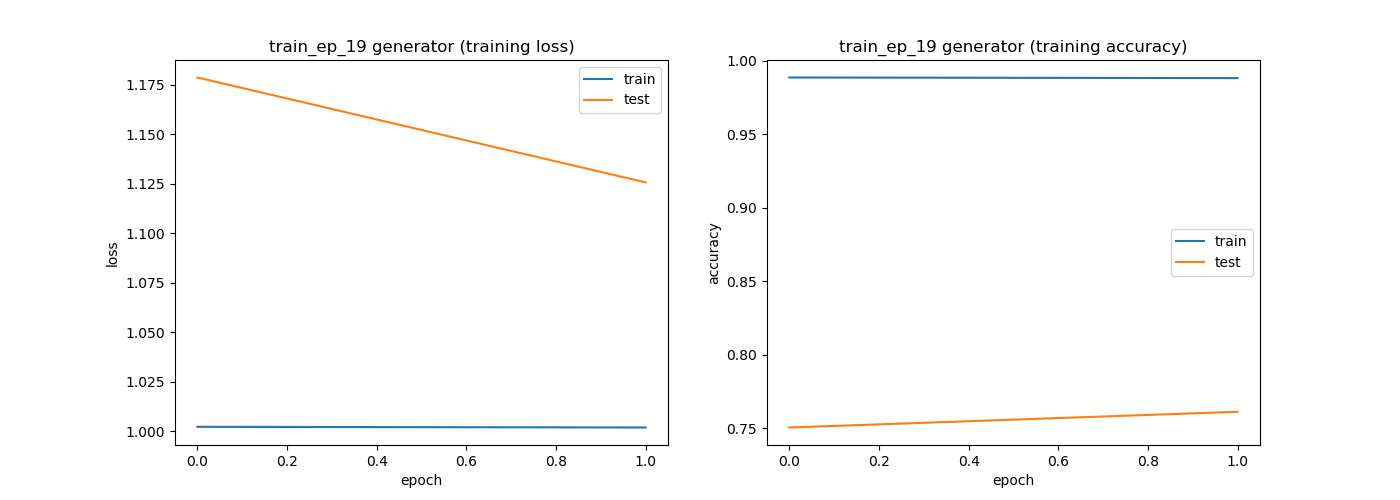 train_ep_19 generator (training loss)
train
test
1.175
1.150
1.125
1.100
1.075
1.050
1.025
1.000
loss
0.0 0.2 0.4 0.6 0.8 1.0
epoch
train_ep_19 generator (training accuracy)
1.00
0.95
0.90
0.85
0.80
0.75
accuracy
train
test
0.0 0.2 0.4 0.6 0.8 1.0
epoch